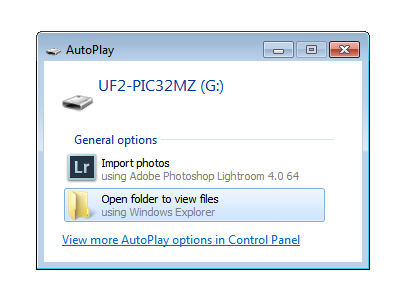 AutoPlay
UF2-PIC32MZ (G:)
General options
Lr
Import photos
using Adobe Photoshop Lightroom 4.0 64
Open folder to view files
using Windows Explorer
View more AutoPlay options in Control Panel